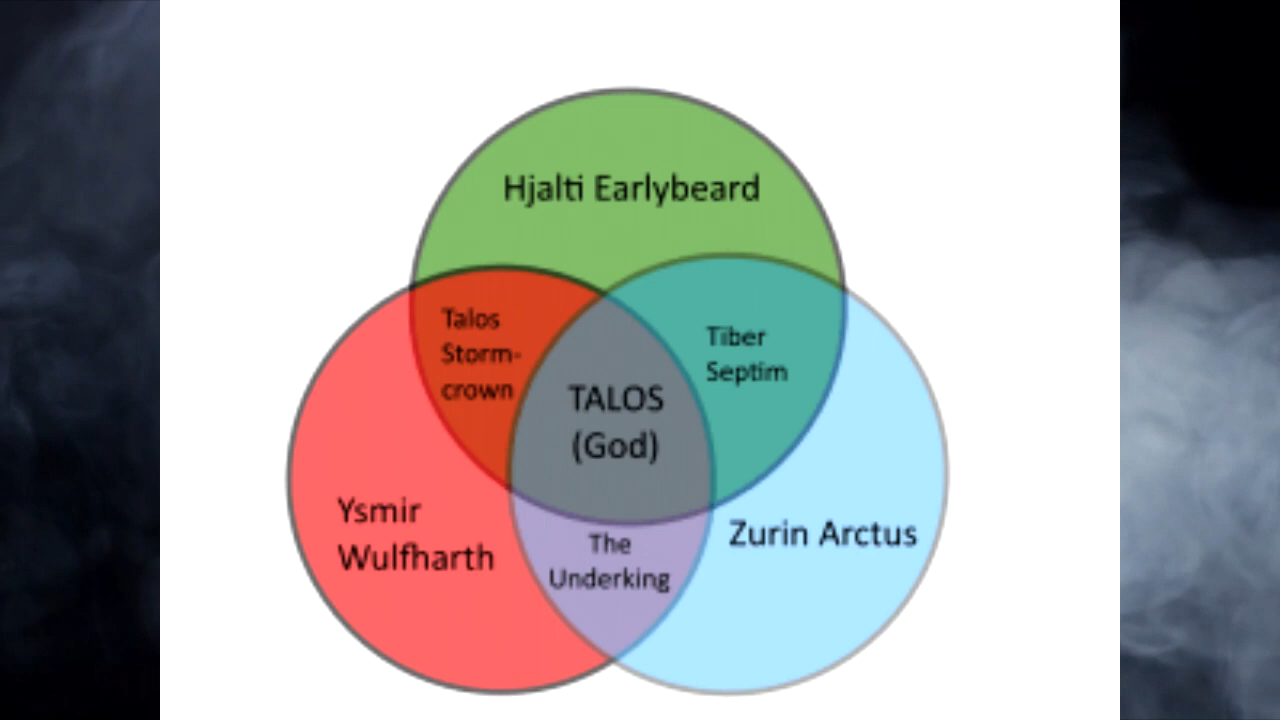 Hjalti Earlybeard
Talos
Storm-
crown
Tiber
Septim
TALOS
(God)
Ysmir
Wulfharth
The
Underking
Zurin Arctus